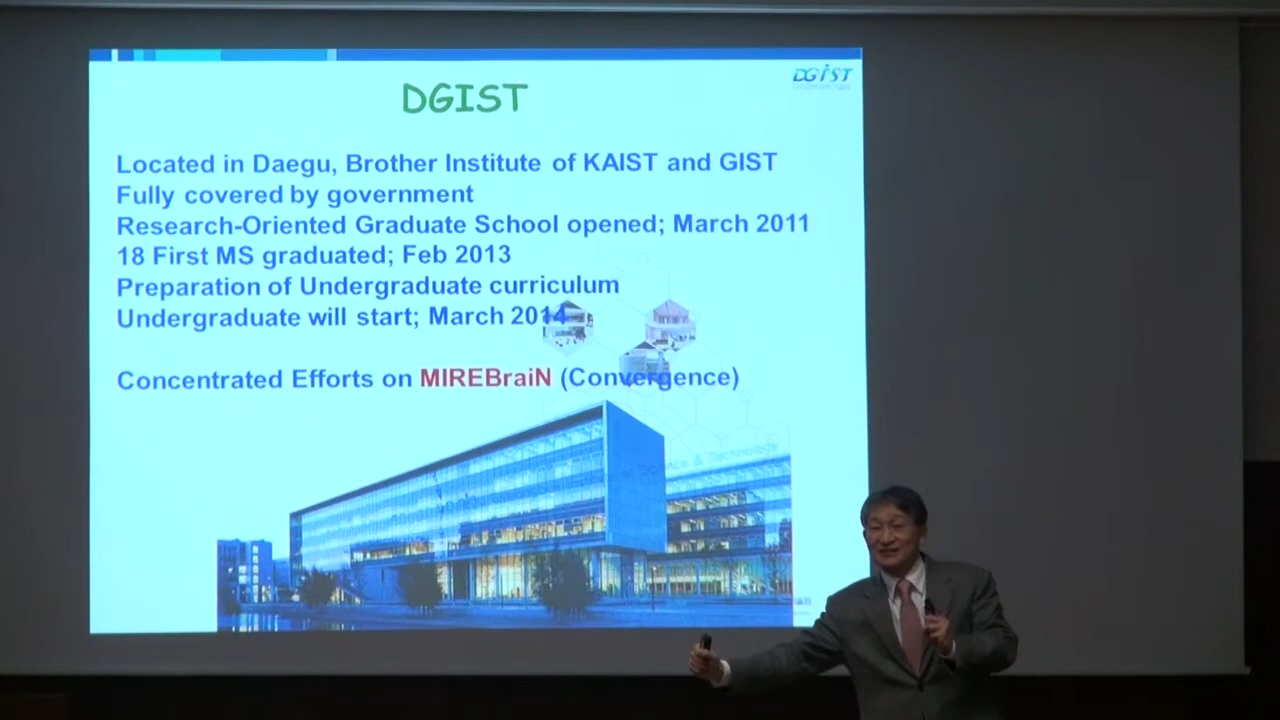 DGIST
DGIST
Located in Daegu, Brother Institute of KAIST and GIST
Fully covered by government
Research-Oriented Graduate School opened; March 2011
18 First MS graduated; Feb 2013
Preparation of Undergraduate curriculum
Undergraduate will start; March 2014
Concentrated Efforts on MIREBraiN (Convergence)
Science & Technology